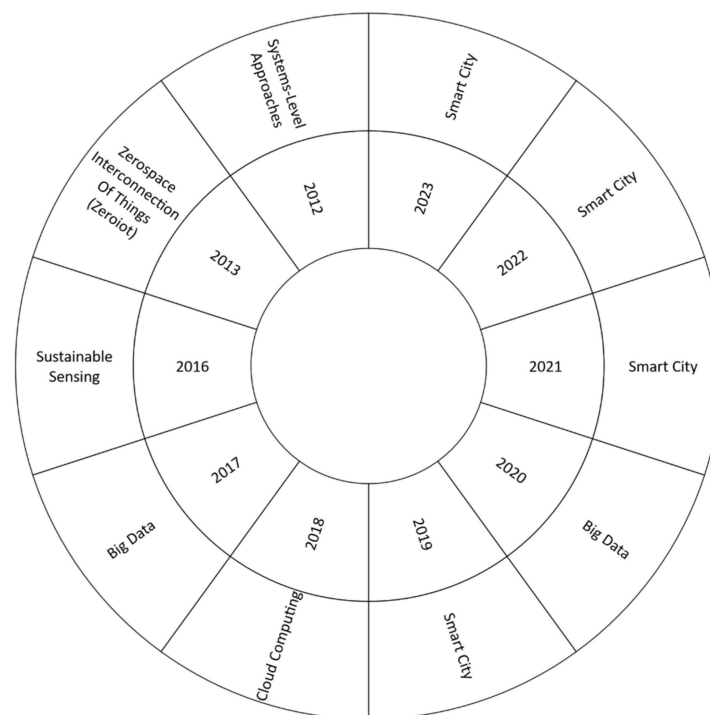 Systems-Level
Approaches
Smart City
Zerospace
Interconnection
Of Things
(Zeroiot)
2012
2023
Smart City
2013
2022
Sustainable
Sensing
2016
2021
Smart City
2017
2020
Big Data
2018
2019
Big Data
Cloud Computing
Smart City